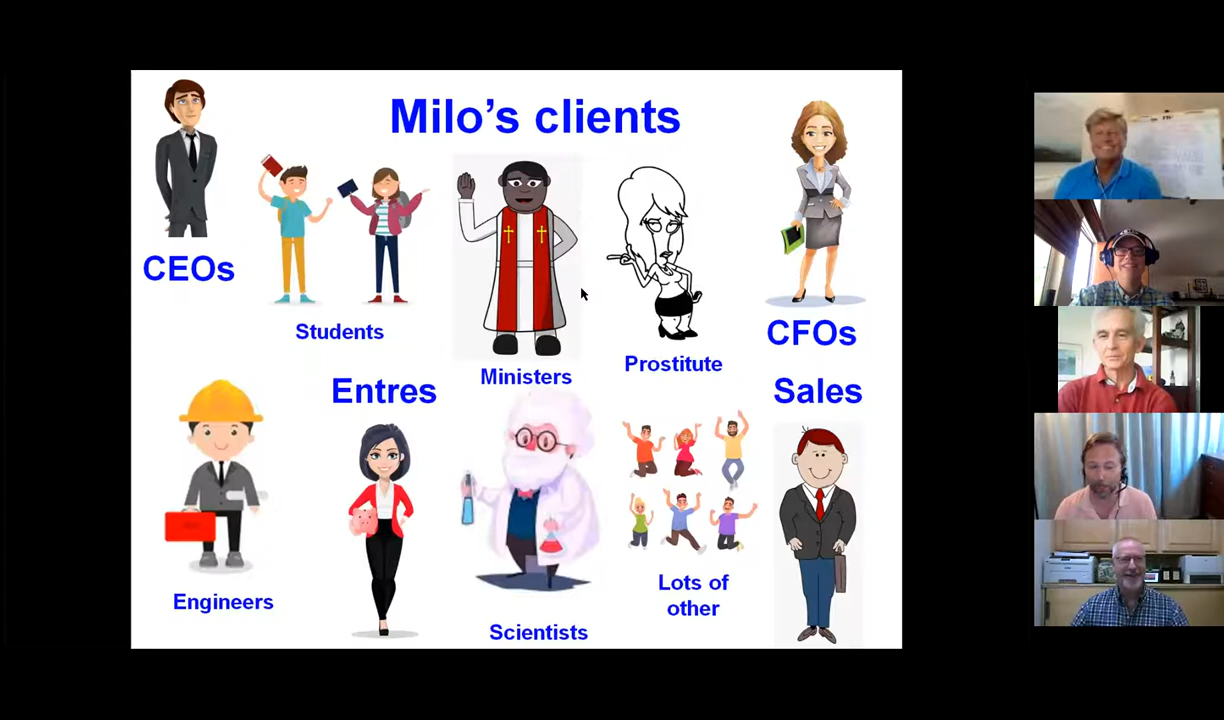 Milo's clients
CEOs
Students
Ministers
Prostitute
CFOs
Entres
Sales
Engineers
Scientists
Lots of
other